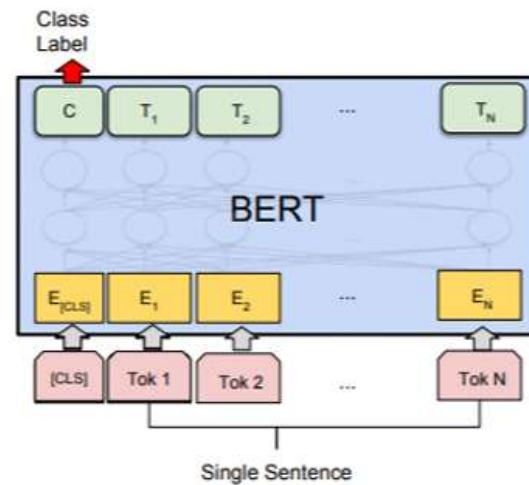 Class
Label
C T1 T2 ... TN
BERT
E[CLS] E1 E2 ... EN
[CLS] Tok 1 Tok 2 ... Tok N
Single Sentence